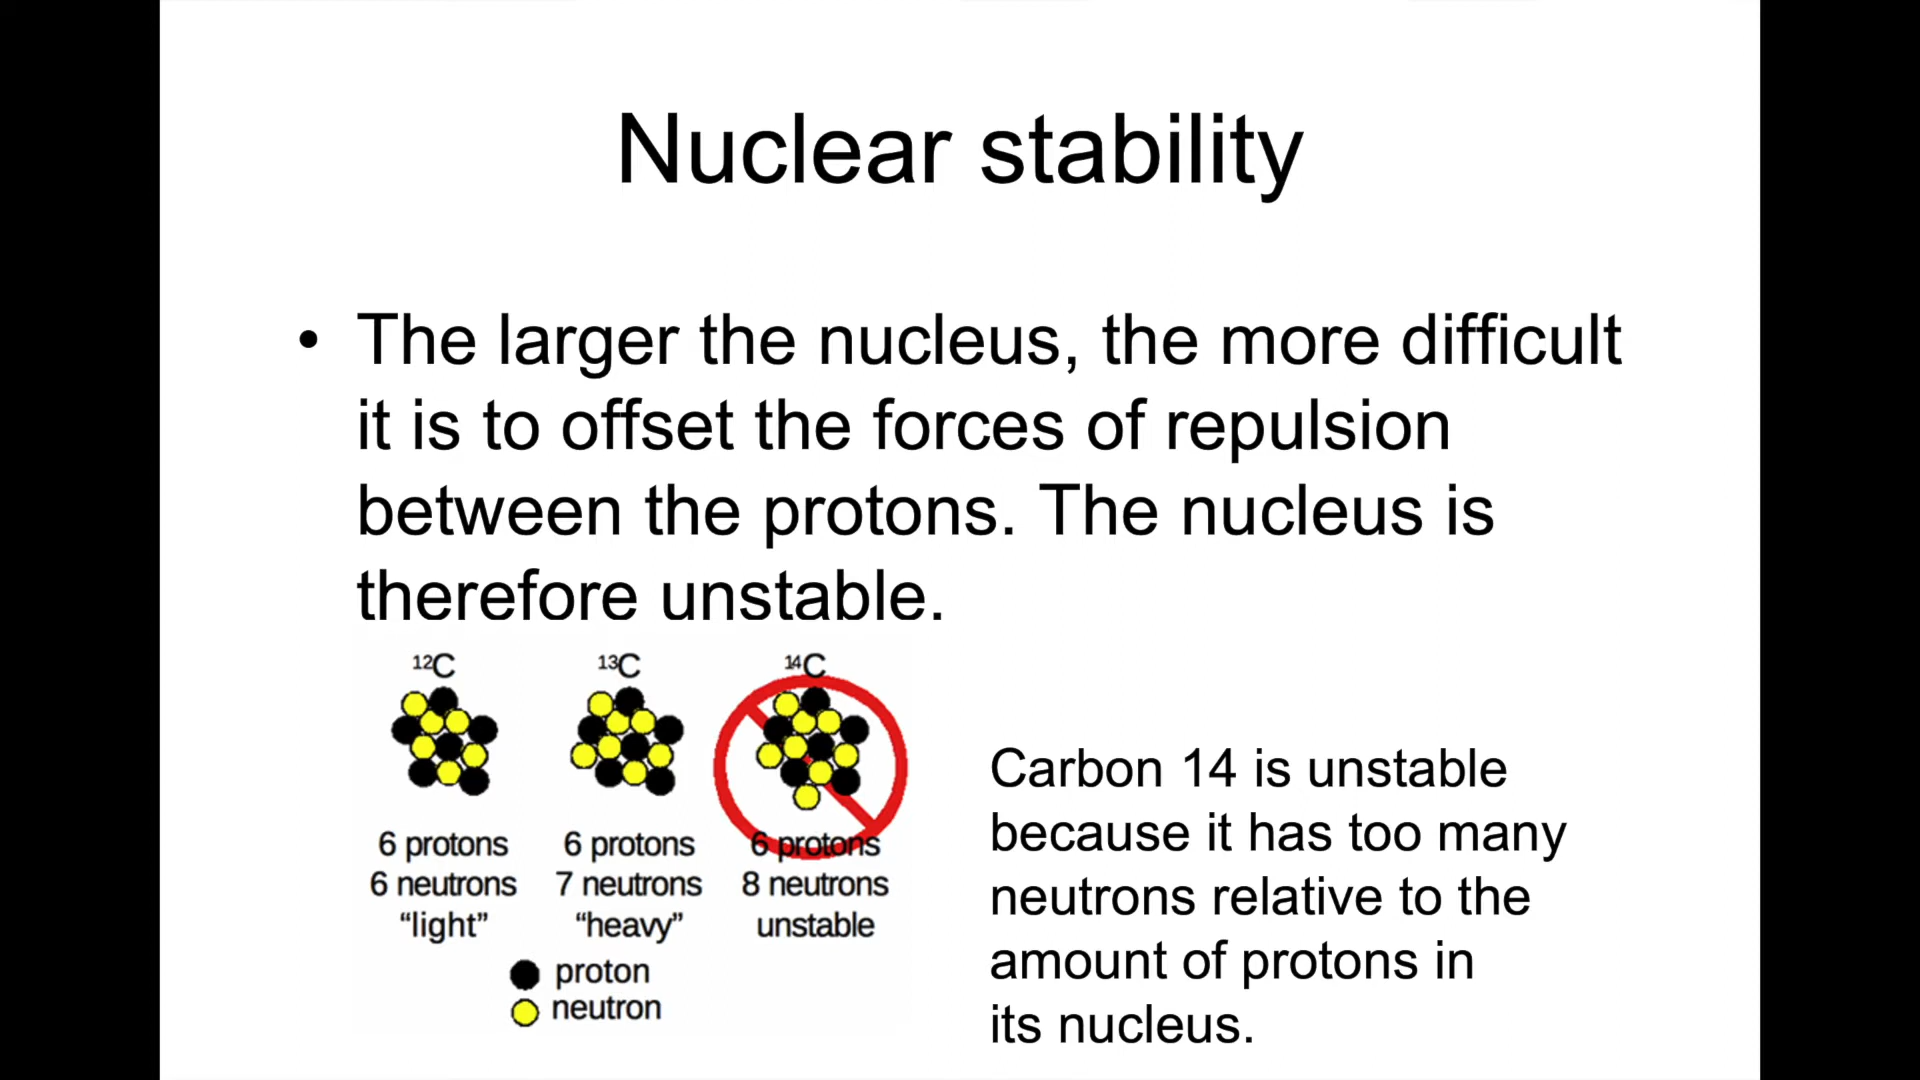 Nuclear stability
• The larger the nucleus, the more difficult
it is to offset the forces of repulsion
between the protons. The nucleus is
therefore unstable.
¹²C
6 protons
6 neutrons
“light”
¹³C
6 protons
7 neutrons
“heavy”
¹⁴C
6 protons
8 neutrons
unstable
proton
neutron
Carbon 14 is unstable
because it has too many
neutrons relative to the
amount of protons in
its nucleus.